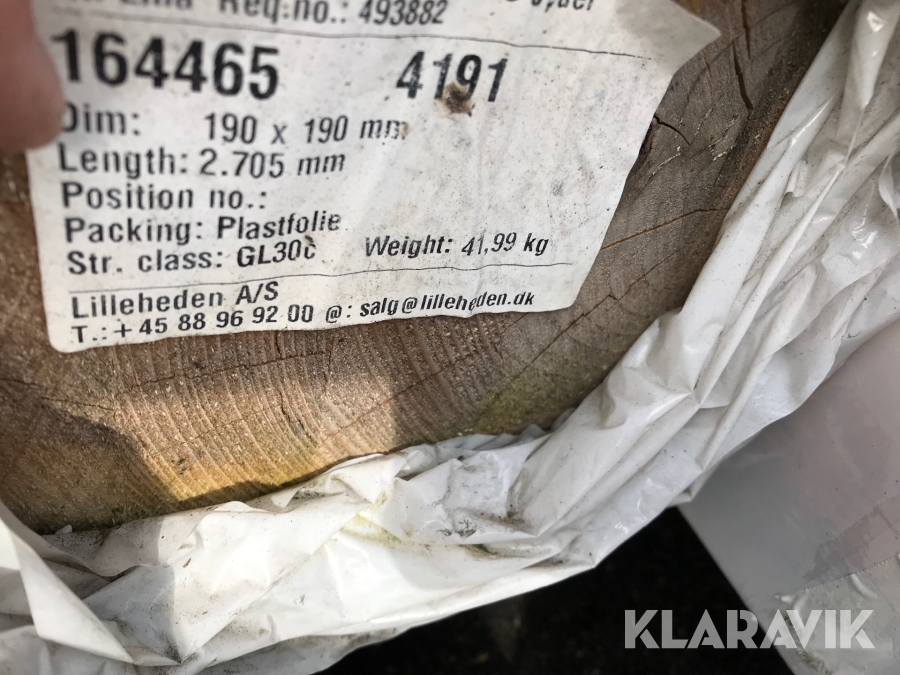 Req.no.: 493882
164465 4191
Dim: 190 x 190 mm
Length: 2.705 mm
Position no.:
Packing: Plastfolie
Str. class: GL30c Weight: 41,99 kg
Lilleheden A/S
T.: +45 88 96 92 00 @: salg@lilleheden.dk
KLARAVIK